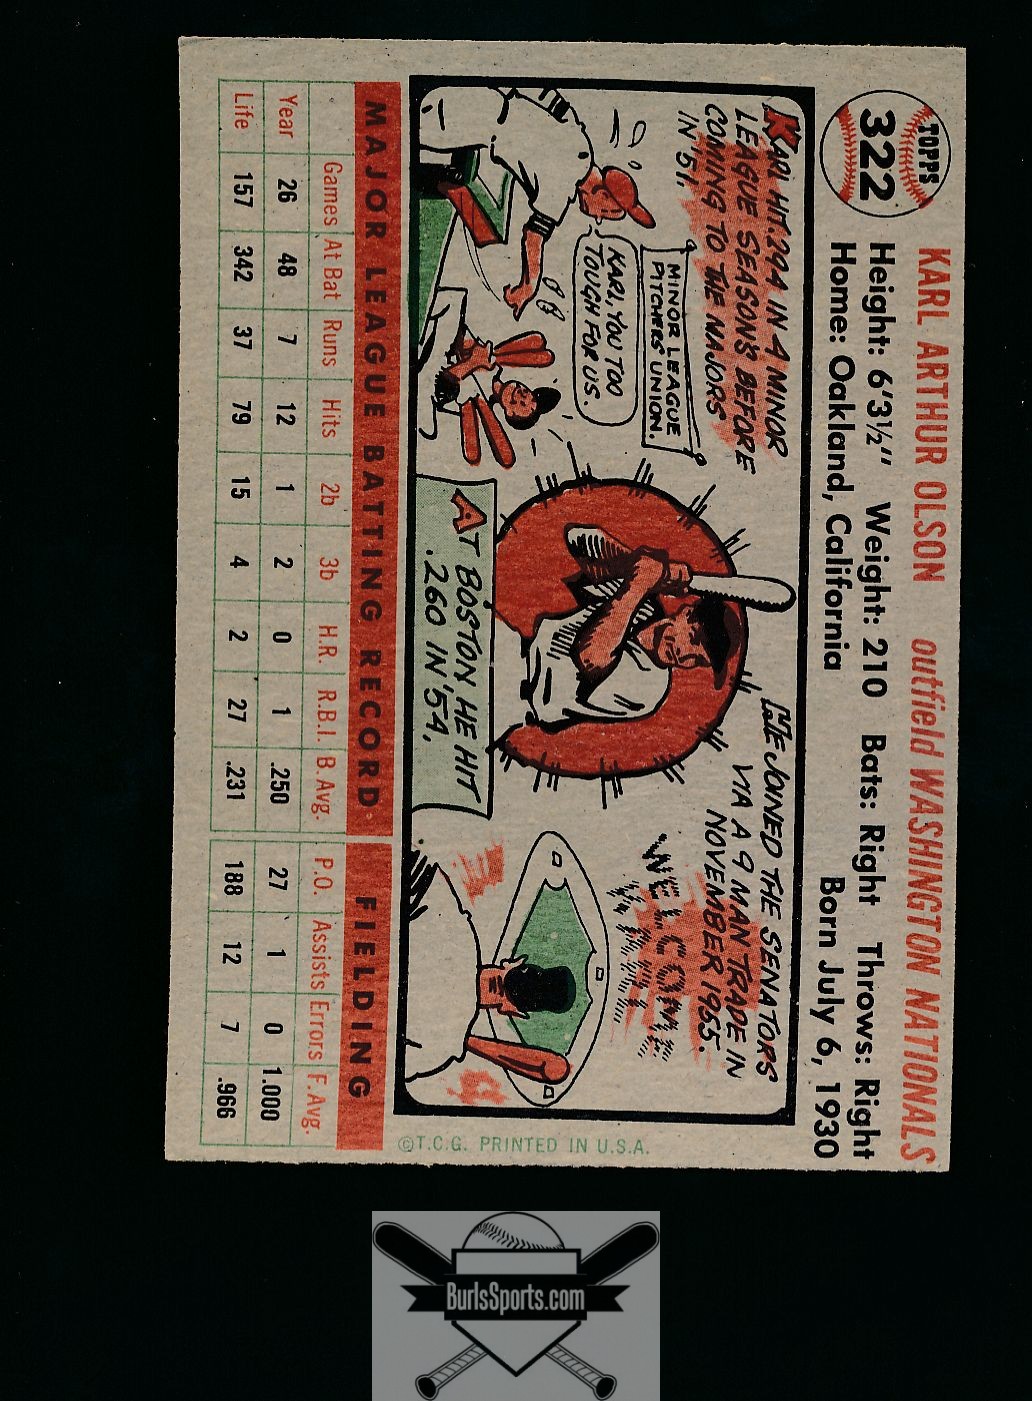 TOPPS
322
KARL ARTHUR OLSON outfield WASHINGTON NATIONALS
Height: 6'3½" Weight: 210 Bats: Right Throws: Right
Home: Oakland, California Born July 6, 1930
KARL HIT .294 IN 4 MINOR
LEAGUE SEASONS BEFORE
COMING TO THE MAJORS
IN '51.
MINOR LEAGUE
PITCHERS' UNION.
KARL, YOU TOO
TOUGH FOR US.
AT BOSTON HE HIT
.260 IN '54.
HE JOINED THE SENATORS
VIA A 9 MAN TRADE IN
NOVEMBER 1955.
WELCOME
MAJOR LEAGUE BATTING RECORD FIELDING
Games At Bat Runs Hits 2b 3b H.R. R.B.I. B.Avg. P.O. Assists Errors F.Avg.
Year 26 48 7 12 1 2 0 1 .250 27 1 0 1.000
Life 157 342 37 79 15 4 2 27 .231 188 12 7 .966
©T.C.G. PRINTED IN U.S.A.
BurlsSports.com